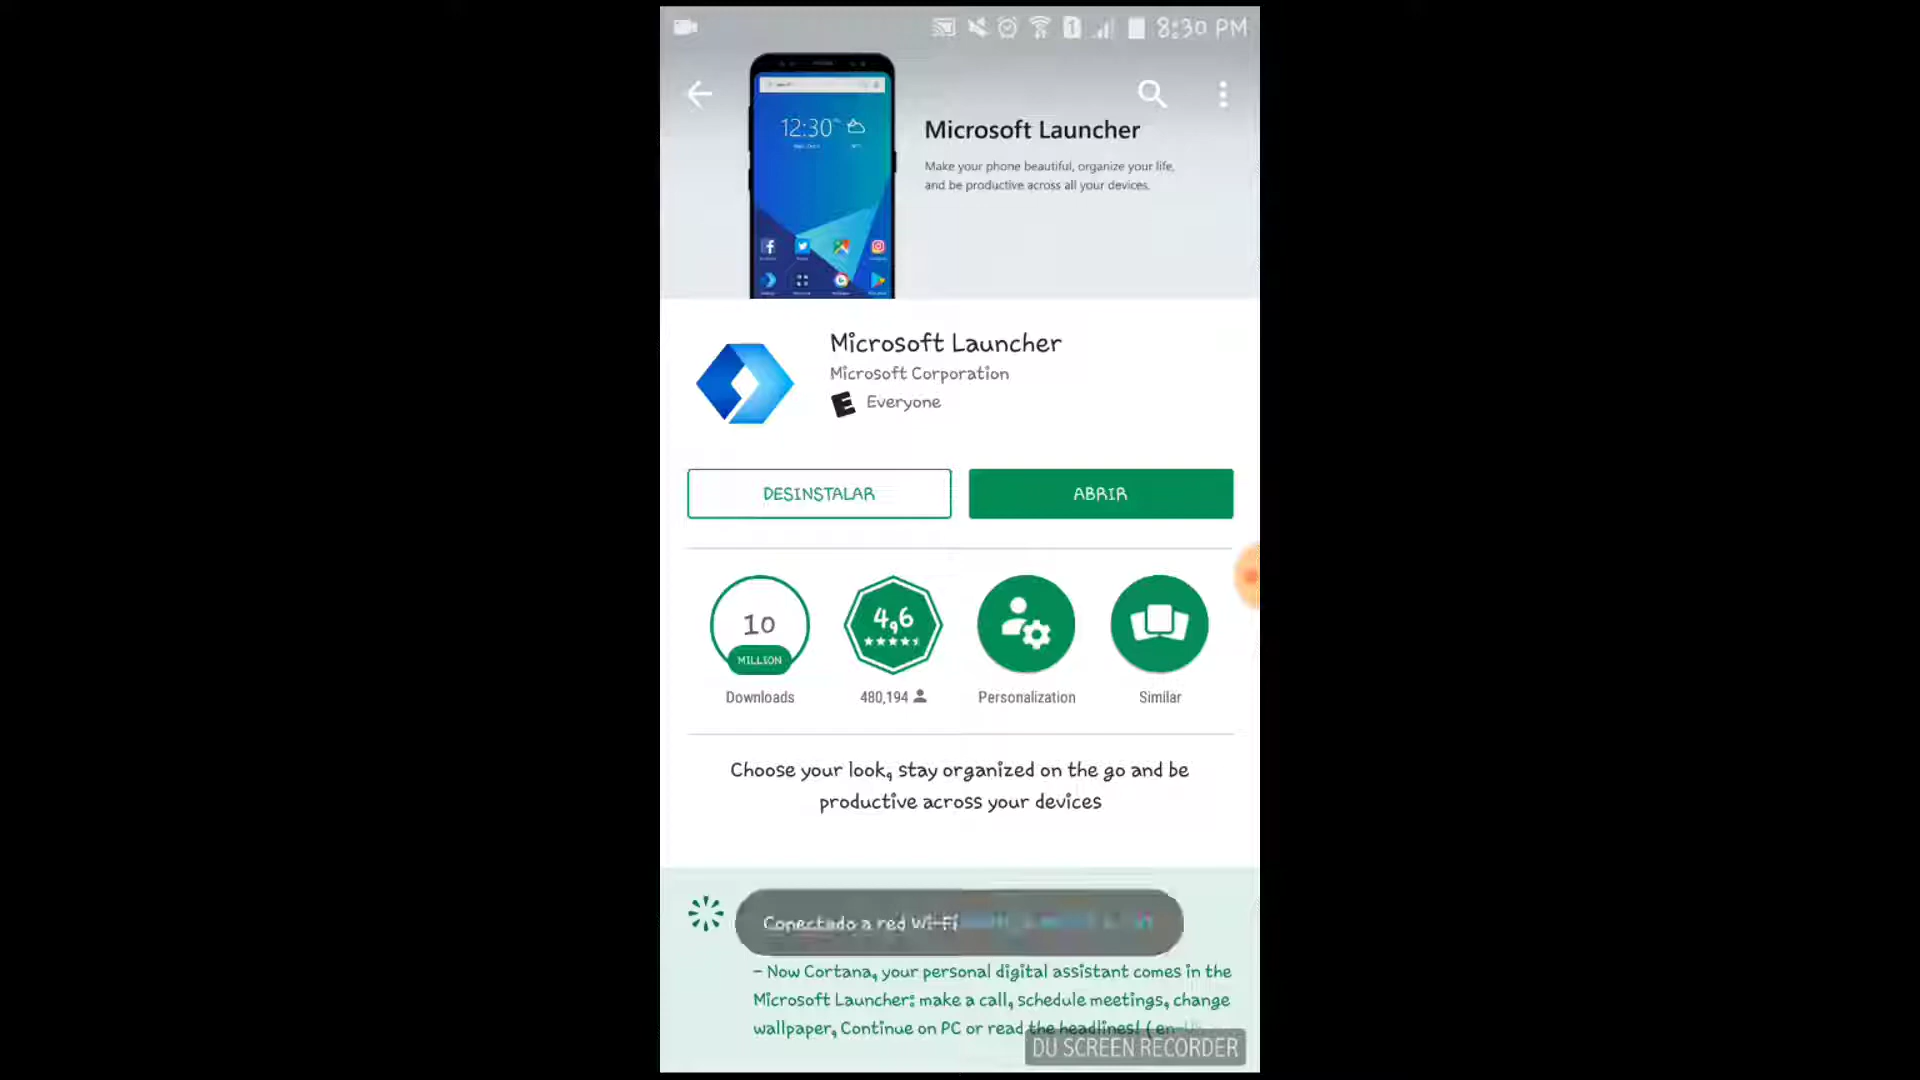 8:30 PM
12:30
Microsoft Launcher
Make your phone beautiful, organize your life,
and be productive across all your devices.
Microsoft Launcher
Microsoft Corporation
E Everyone
DESINSTALAR
ABRIR
10
MILLION
4,6
Downloads
480,194
Personalization
Similar
Choose your look, stay organized on the go and be
productive across your devices
Conectado a red Wi-Fi
- Now Cortana, your personal digital assistant comes in the
Microsoft Launcher: make a call, schedule meetings, change
wallpaper, Continue on PC or read the headlines! (en-
DU SCREEN RECORDER